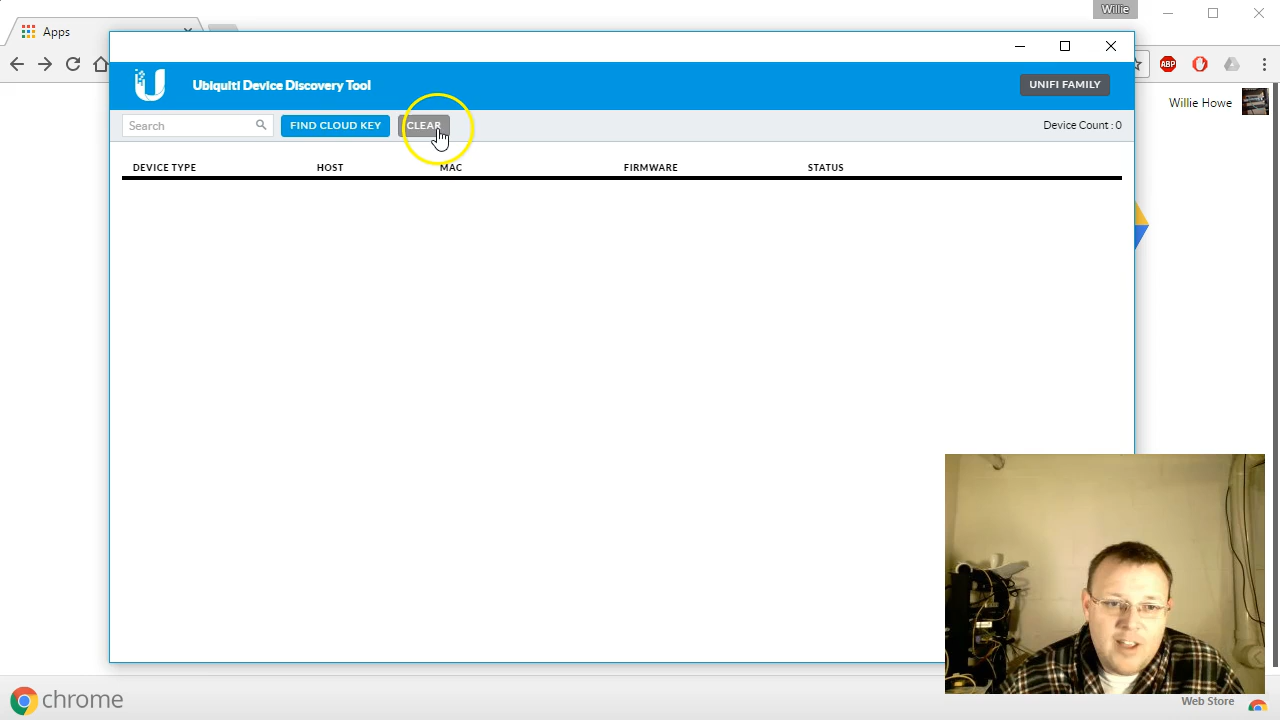 Willie
Apps
Ubiquiti Device Discovery Tool
UNIFI FAMILY
ABP
Willie Howe
Search
FIND CLOUD KEY
CLEAR
Device Count : 0
DEVICE TYPE
HOST
MAC
FIRMWARE
STATUS
chrome
Web Store